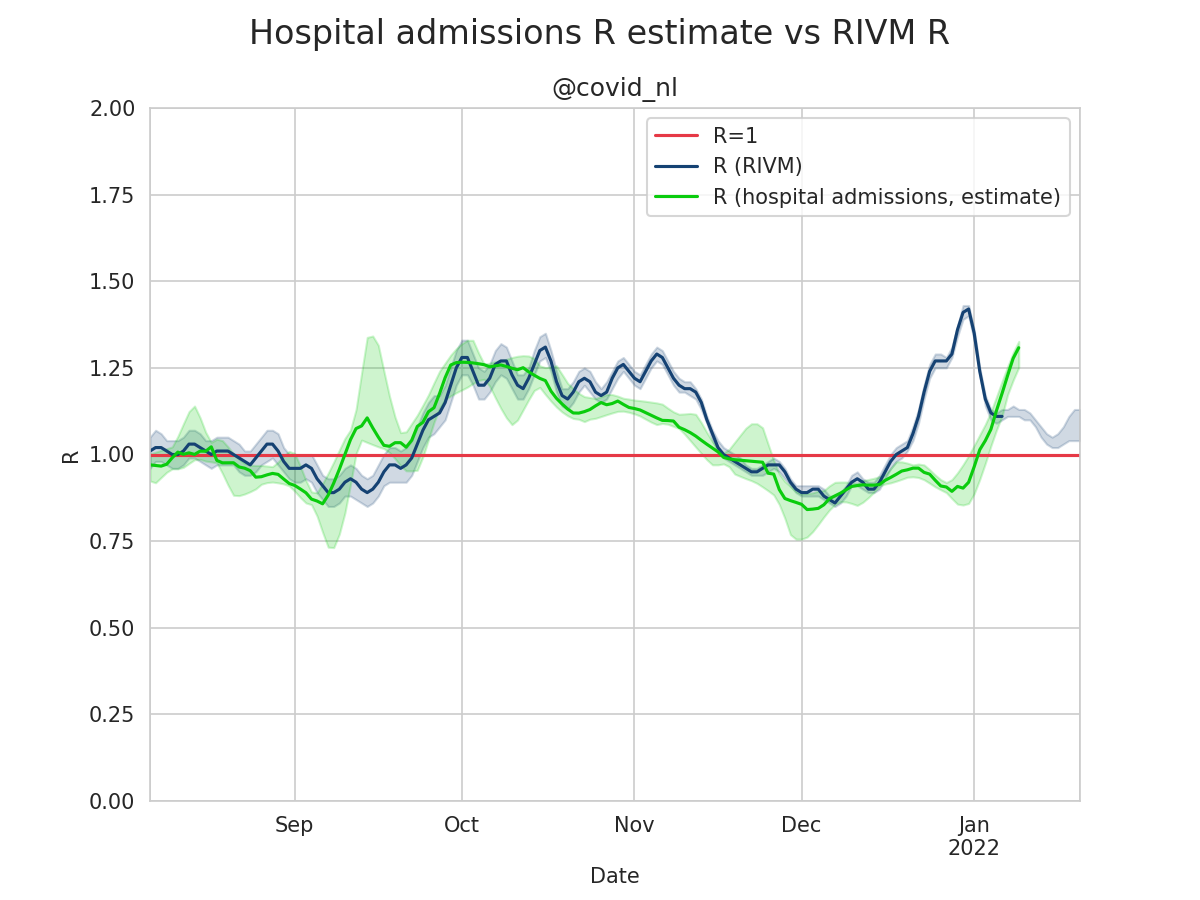 Hospital admissions R estimate vs RIVM R
@covid_nl
R=1
R (RIVM)
R (hospital admissions, estimate)
2.00
1.75
1.50
1.25
1.00
0.75
0.50
0.25
0.00
R
Sep
Oct
Nov
Dec
Jan
2022
Date